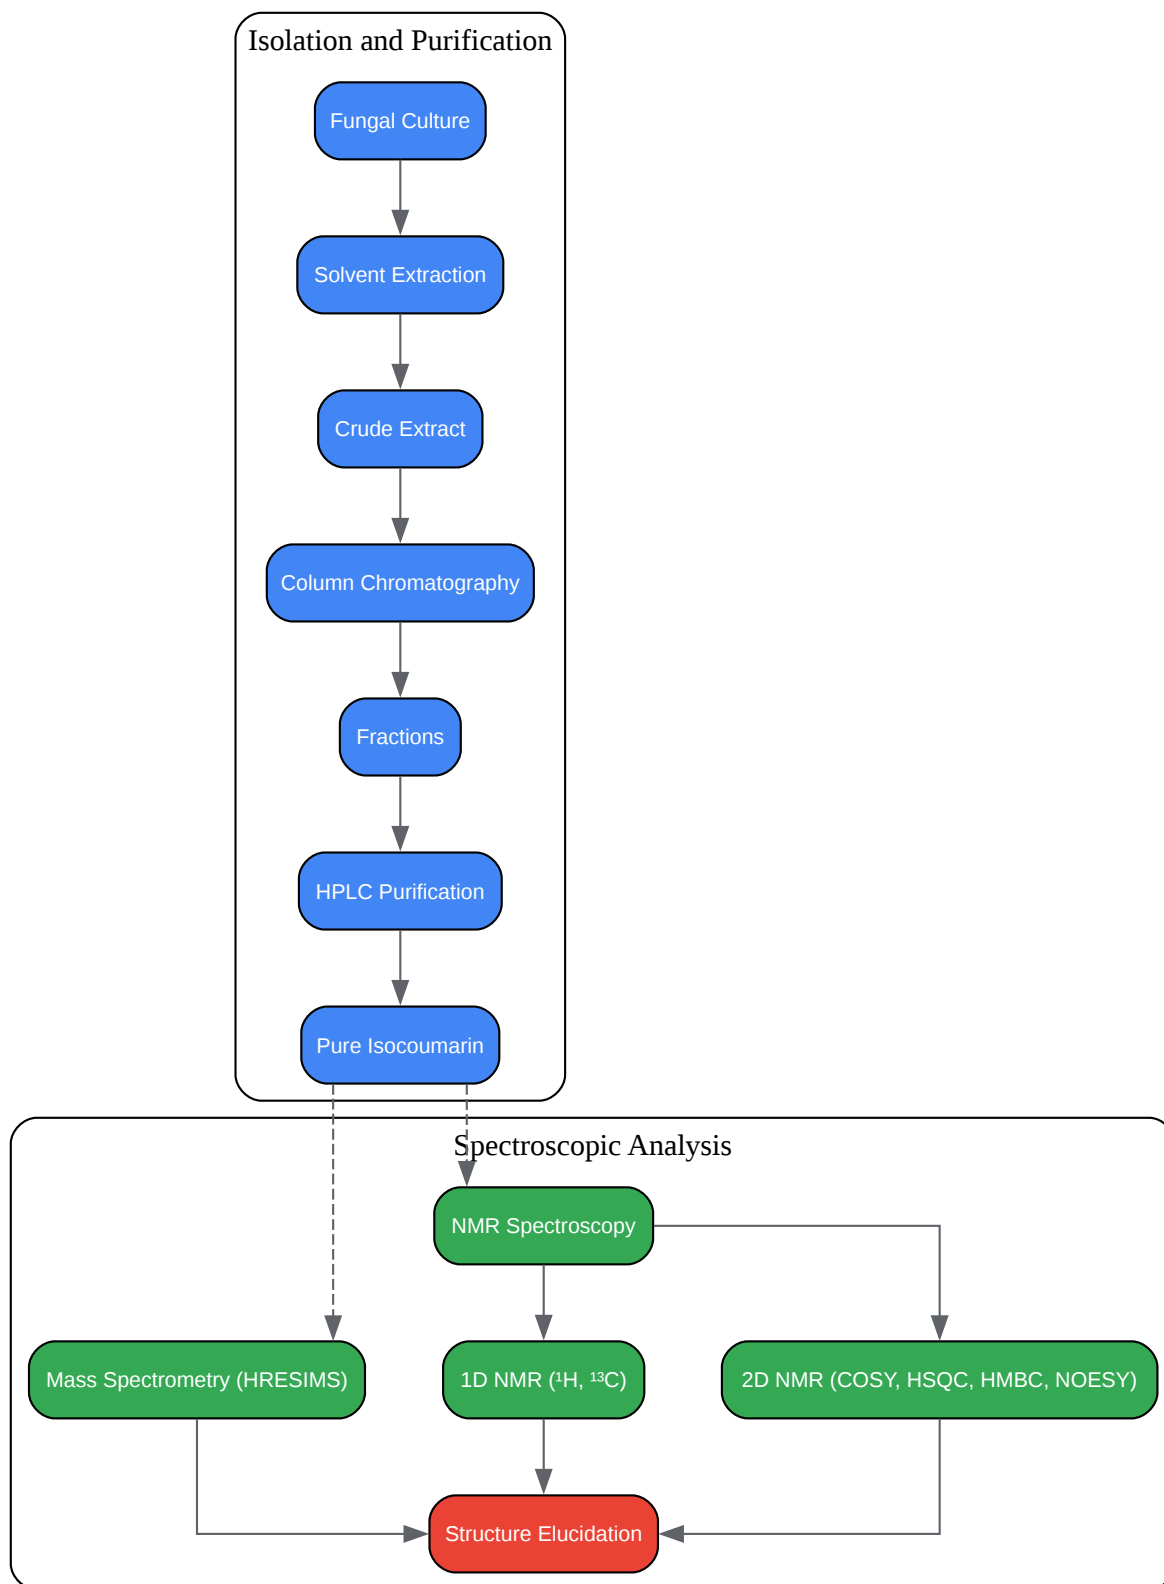 Isolation and Purification
Fungal Culture
Solvent Extraction
Crude Extract
Column Chromatography
Fractions
HPLC Purification
Pure Isocoumarin
Spectroscopic Analysis
NMR Spectroscopy
Mass Spectrometry (HRESIMS)
1D NMR (¹H, ¹³C)
2D NMR (COSY, HSQC, HMBC, NOESY)
Structure Elucidation